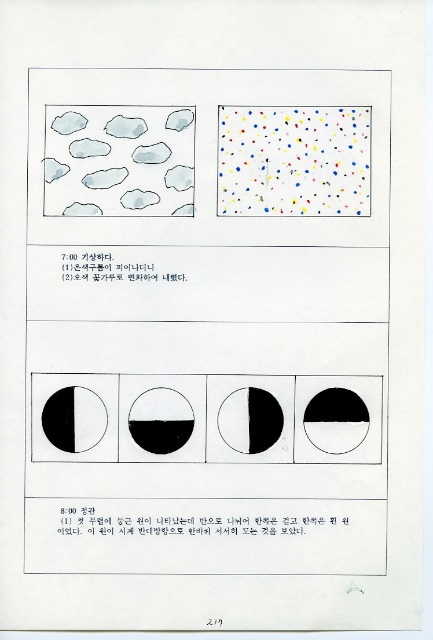 7:00 기상하다.
(1)은색구름이 피어나더니
(2)오색 꽃가루로 변화하여 내렸다.
8:00 정관
(1) 첫 무렵에 둥근 원이 나타났는데 반으로 나뉘어 한쪽은 검고 한쪽은 흰 원
이었다. 이 원이 시계 반대방향으로 한바퀴 서서히 도는 것을 보았다.